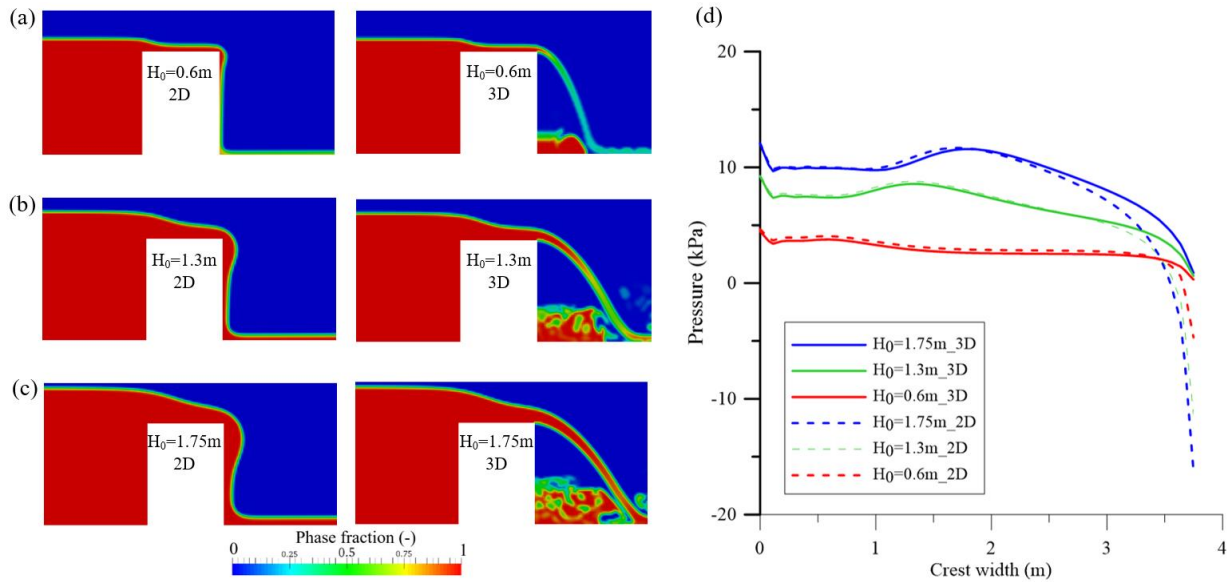 (a)
H₀=0.6m
2D
H₀=0.6m
3D
(b)
H₀=1.3m
2D
H₀=1.3m
3D
(c)
H₀=1.75m
2D
H₀=1.75m
3D
Phase fraction (-)
0 0.25 0.5 0.75 1
(d)
20
10
0
-10
-20
Pressure (kPa)
H0=1.75m_3D
H0=1.3m_3D
H0=0.6m_3D
H0=1.75m_2D
H0=1.3m_2D
H0=0.6m_2D
0 1 2 3 4
Crest width (m)